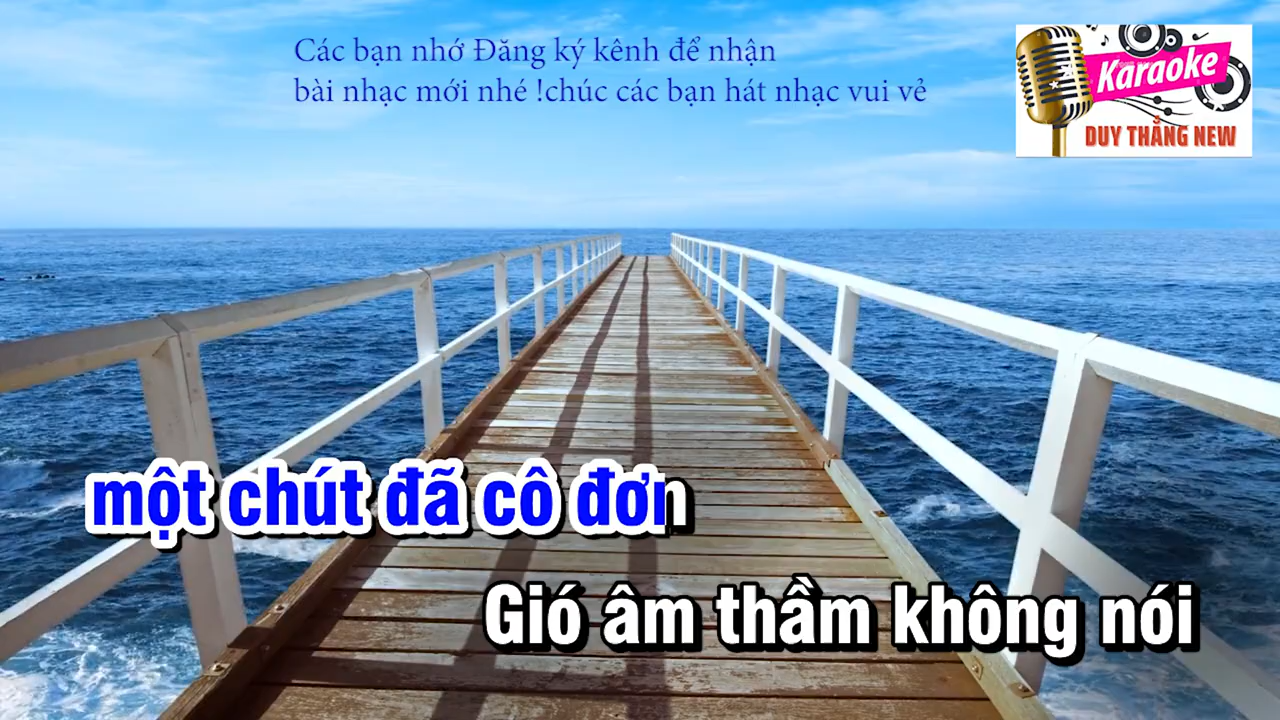 Các bạn nhớ Đăng ký kênh để nhận
bài nhạc mới nhé !chúc các bạn hát nhạc vui vẻ
Karaoke
DUY THẮNG NEW
một chút đã cô đơn
Gió âm thầm không nói